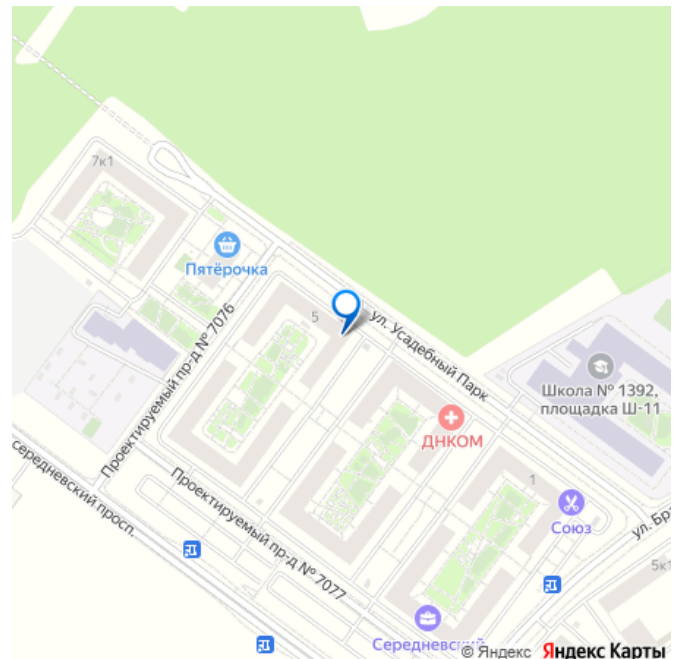 7к1
Пятёрочка
5
ул. Усадебный Парк
Проектируемый пр-д № 7076
Школа № 1392,
площадка Ш-11
ДНКОМ
1
Союз
ул. Бра
середневский просп.
Проектируемый пр-д № 7077
5к1
Середневский
© Яндекс Яндекс Карты